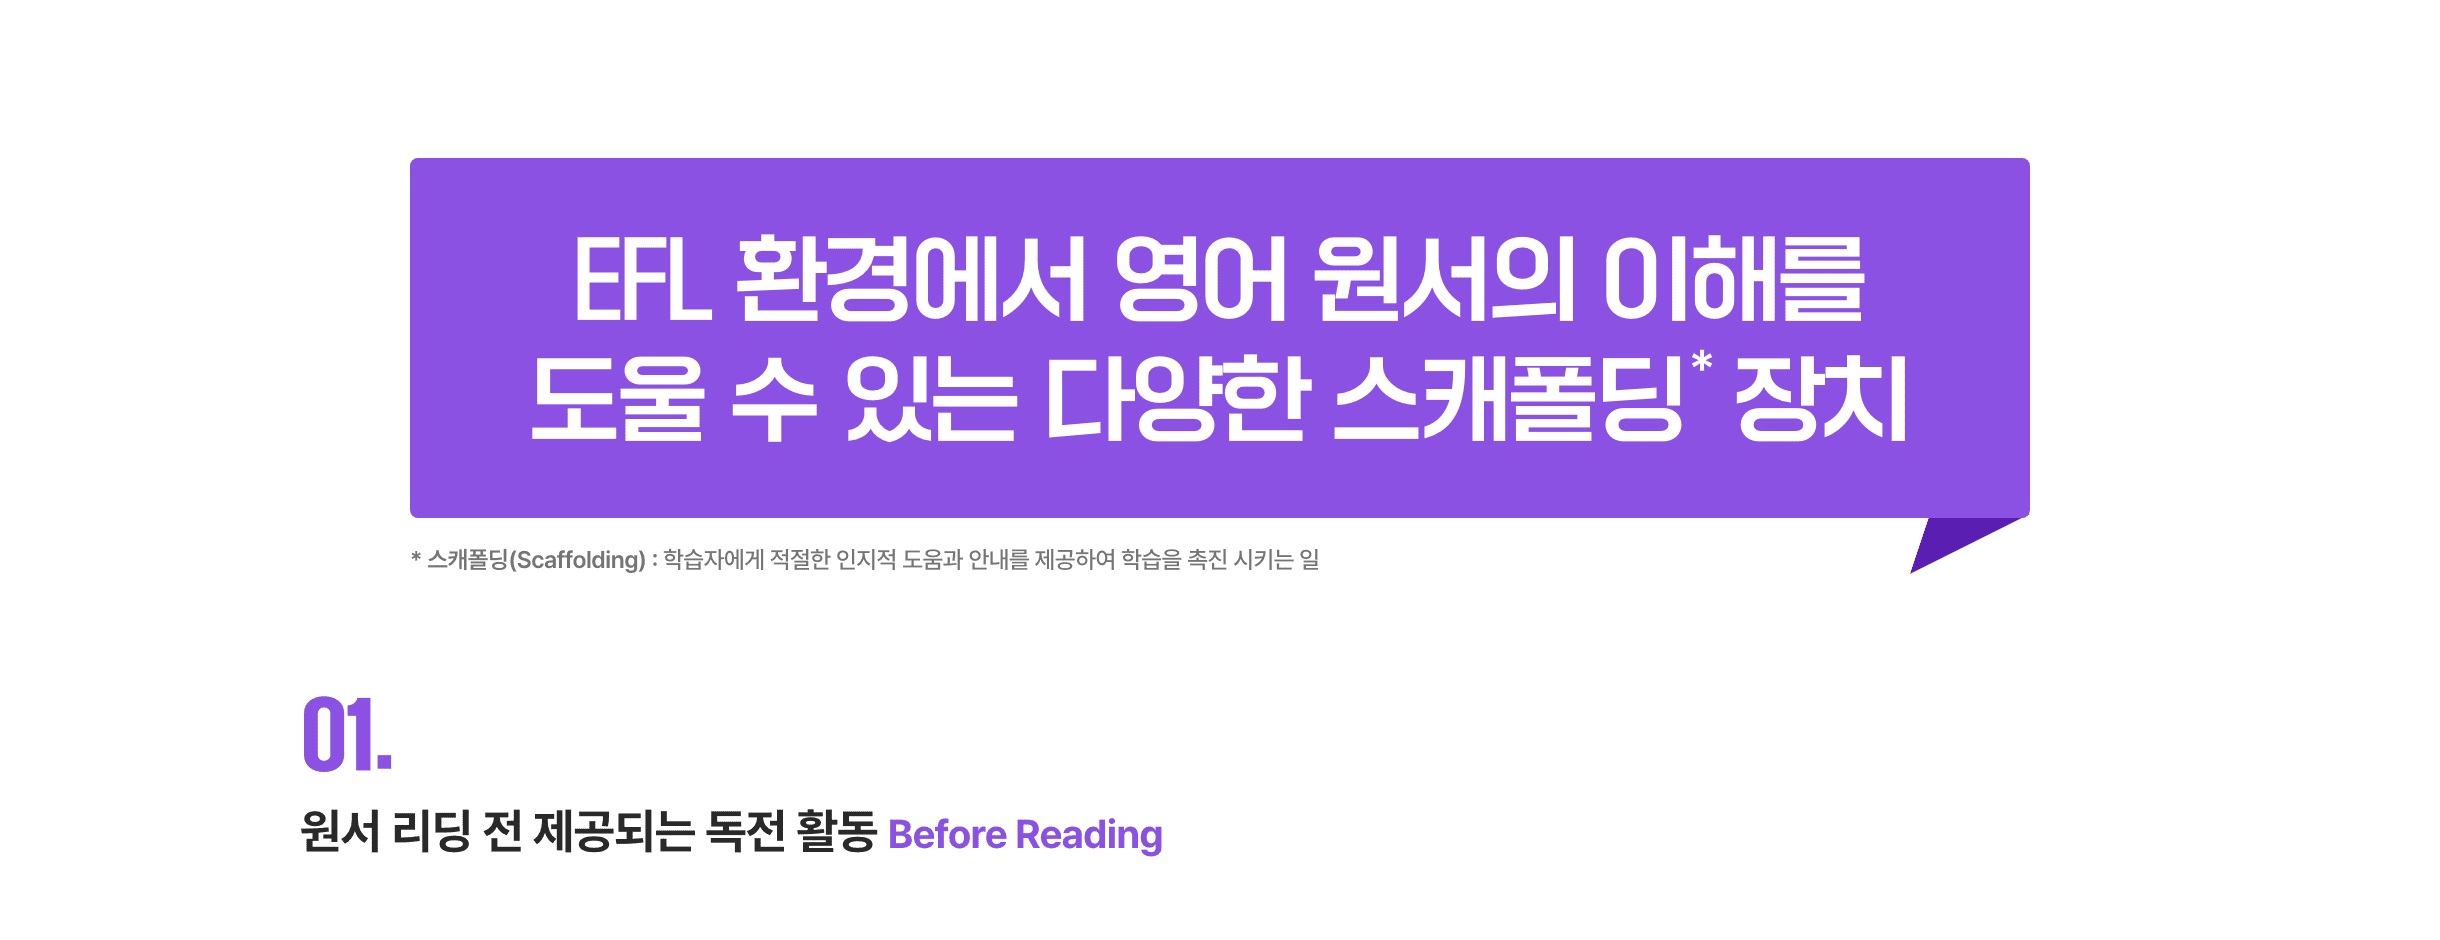 EFL 환경에서 영어 원서의 이해를
도울 수 있는 다양한 스캐폴딩* 장치
* 스캐폴딩(Scaffolding) : 학습자에게 적절한 인지적 도움과 안내를 제공하여 학습을 촉진 시키는 일
01.
원서 리딩 전 제공되는 독전 활동 Before Reading